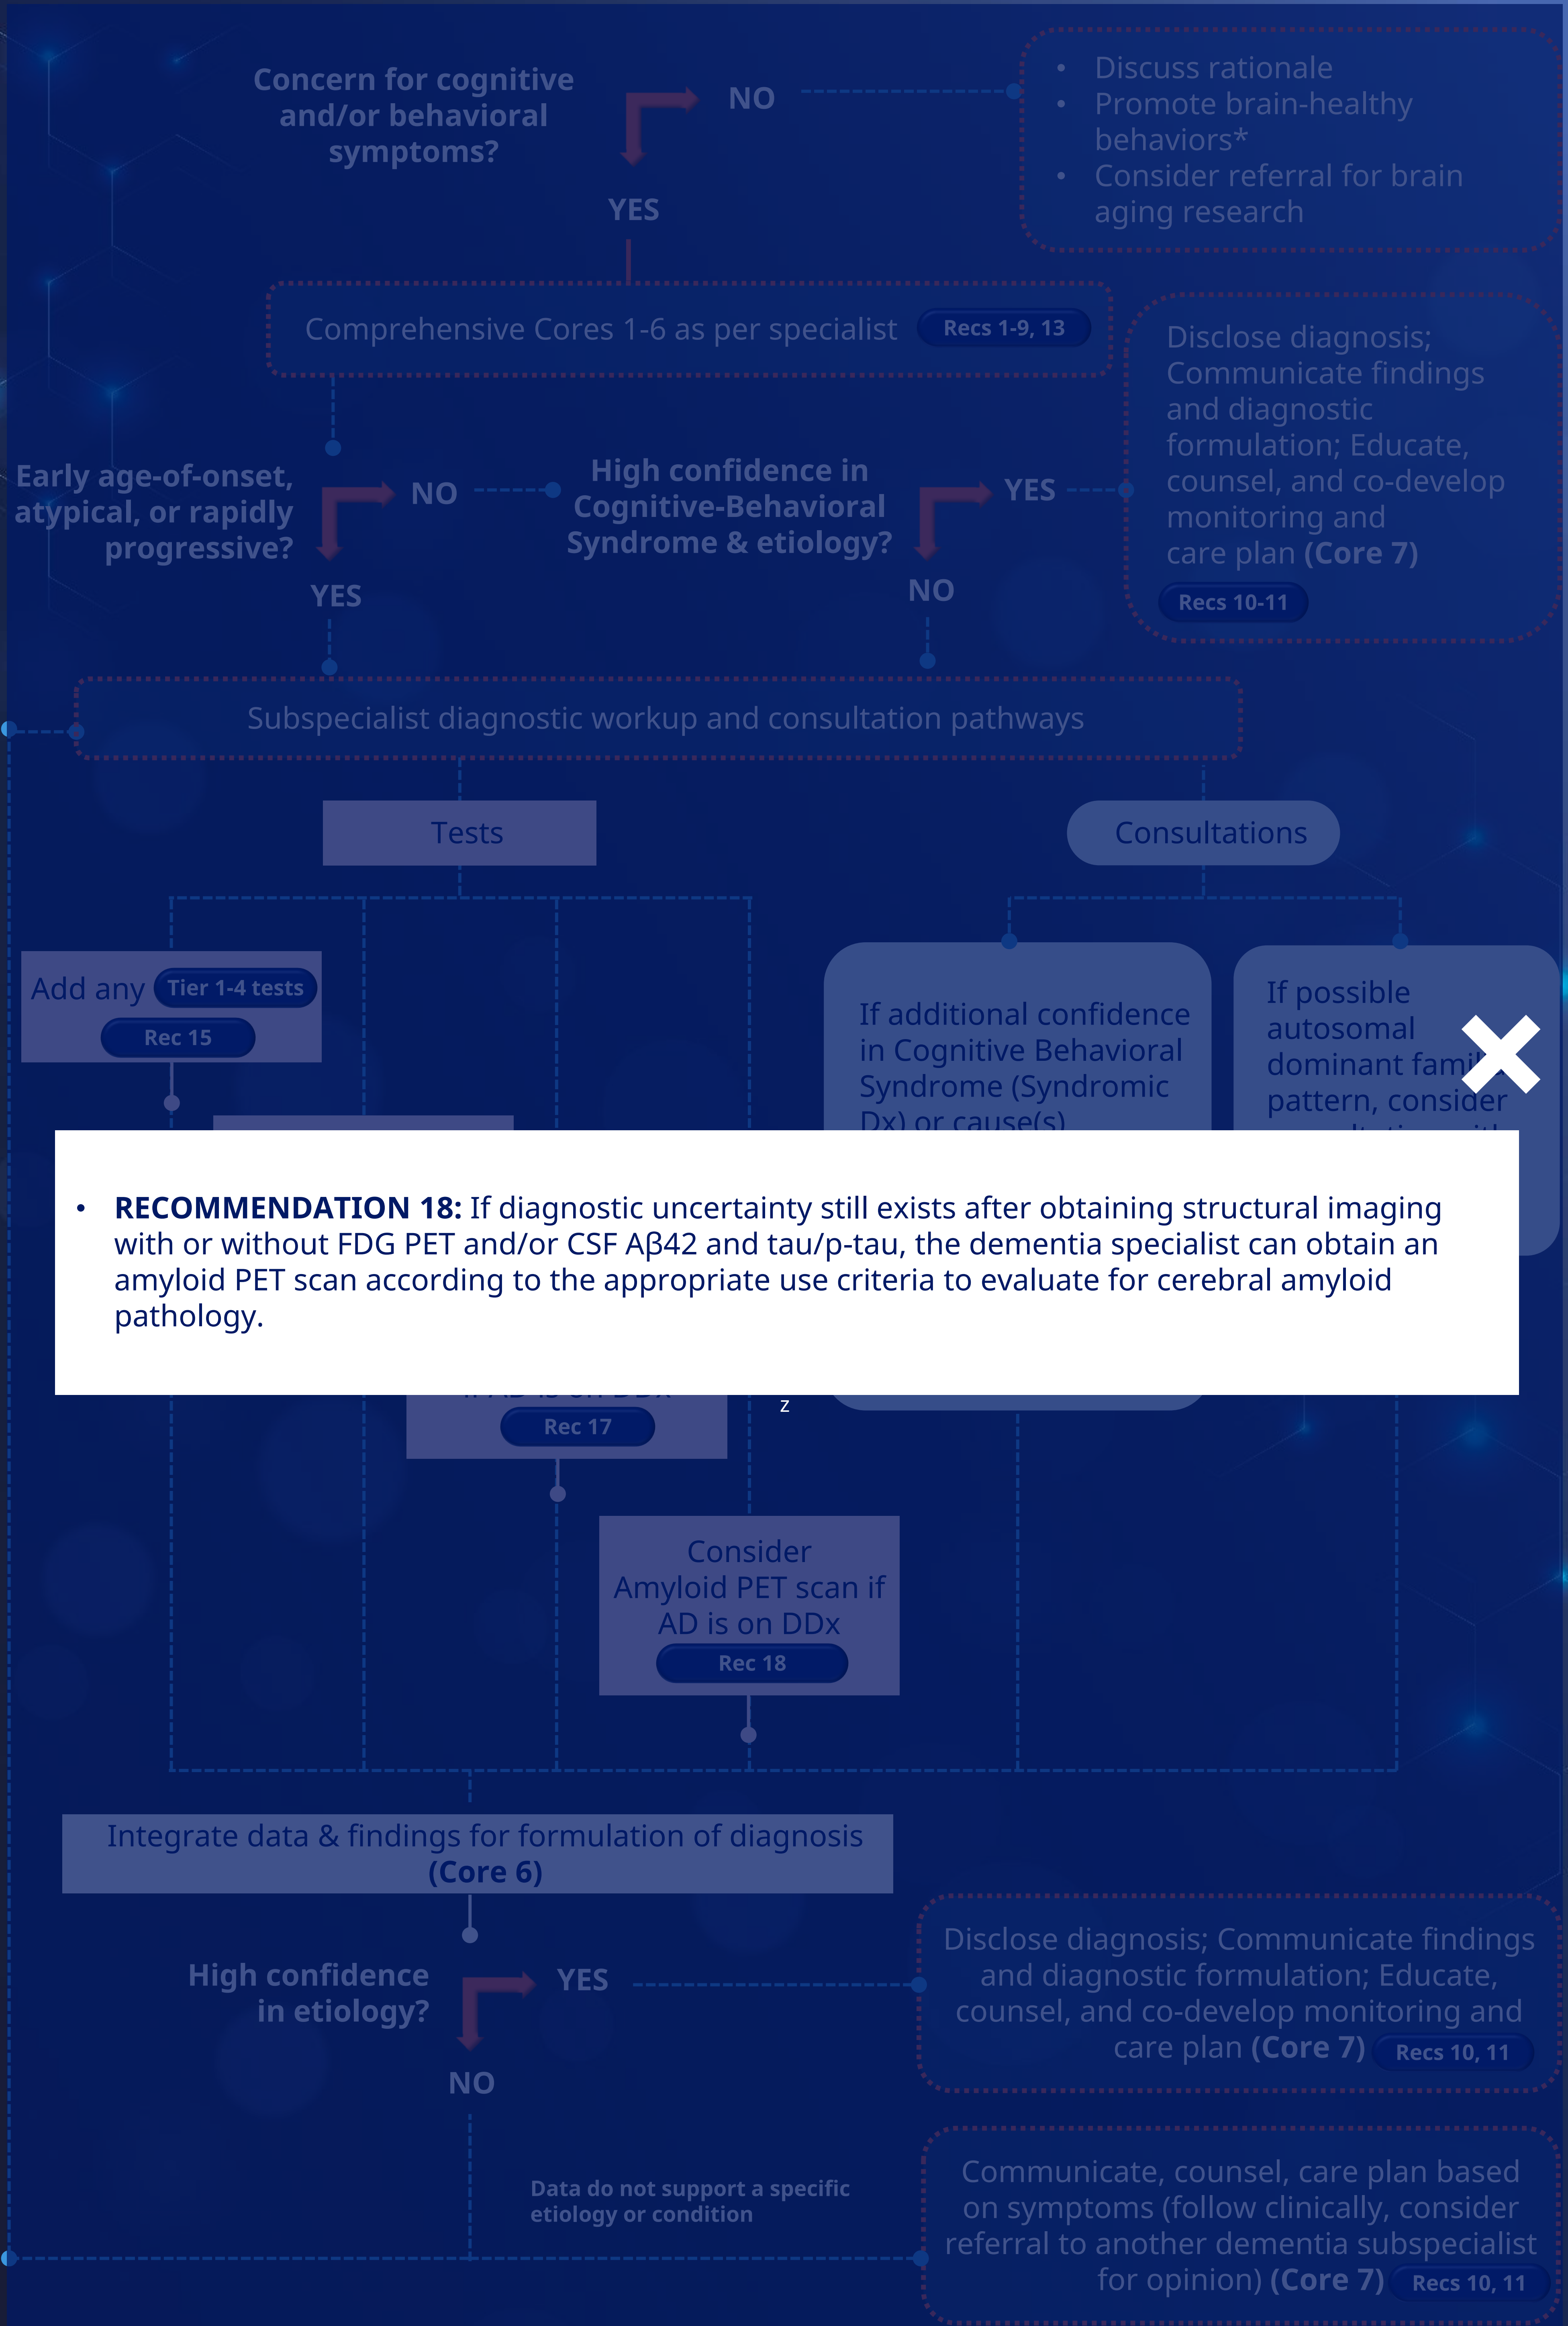 Concern for cognitive
and/or behavioral
symptoms?
NO
YES
• Discuss rationale
• Promote brain-healthy
behaviors*
• Consider referral for brain
aging research
Comprehensive Cores 1-6 as per specialist
Recs 1-9, 13
Disclose diagnosis;
Communicate findings
and diagnostic
formulation; Educate,
counsel, and co-develop
monitoring and
care plan (Core 7)
Recs 10-11
Early age-of-onset,
atypical, or rapidly
progressive?
NO
YES
High confidence in
Cognitive-Behavioral
Syndrome & etiology?
YES
NO
Subspecialist diagnostic workup and consultation pathways
Tests
Consultations
Add any Tier 1-4 tests
Rec 15
If additional confidence
in Cognitive Behavioral
Syndrome (Syndromic
Dx) or cause(s)
If possible
autosomal
dominant
pattern, consider
• RECOMMENDATION 18: If diagnostic uncertainty still exists after obtaining structural imaging
with or without FDG PET and/or CSF Aβ42 and tau/p-tau, the dementia specialist can obtain an
amyloid PET scan according to the appropriate use criteria to evaluate for cerebral amyloid
pathology.
z
Rec 17
Consider
Amyloid PET scan if
AD is on DDx
Rec 18
Integrate data & findings for formulation of diagnosis
(Core 6)
High confidence
in etiology?
YES
NO
Disclose diagnosis; Communicate findings
and diagnostic formulation; Educate,
counsel, and co-develop monitoring and
care plan (Core 7) Recs 10, 11
Data do not support a specific
etiology or condition
Communicate, counsel, care plan based
on symptoms (follow clinically, consider
referral to another dementia subspecialist
for opinion) (Core 7) Recs 10, 11